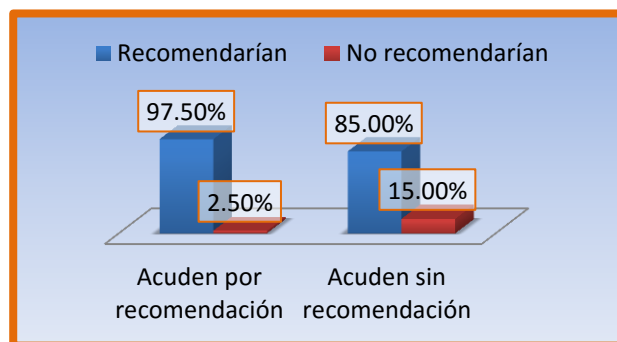 Recomendarían No recomendarían
97.50% 85.00%
2.50% 15.00%
Acuden por recomendación
Acuden sin recomendación